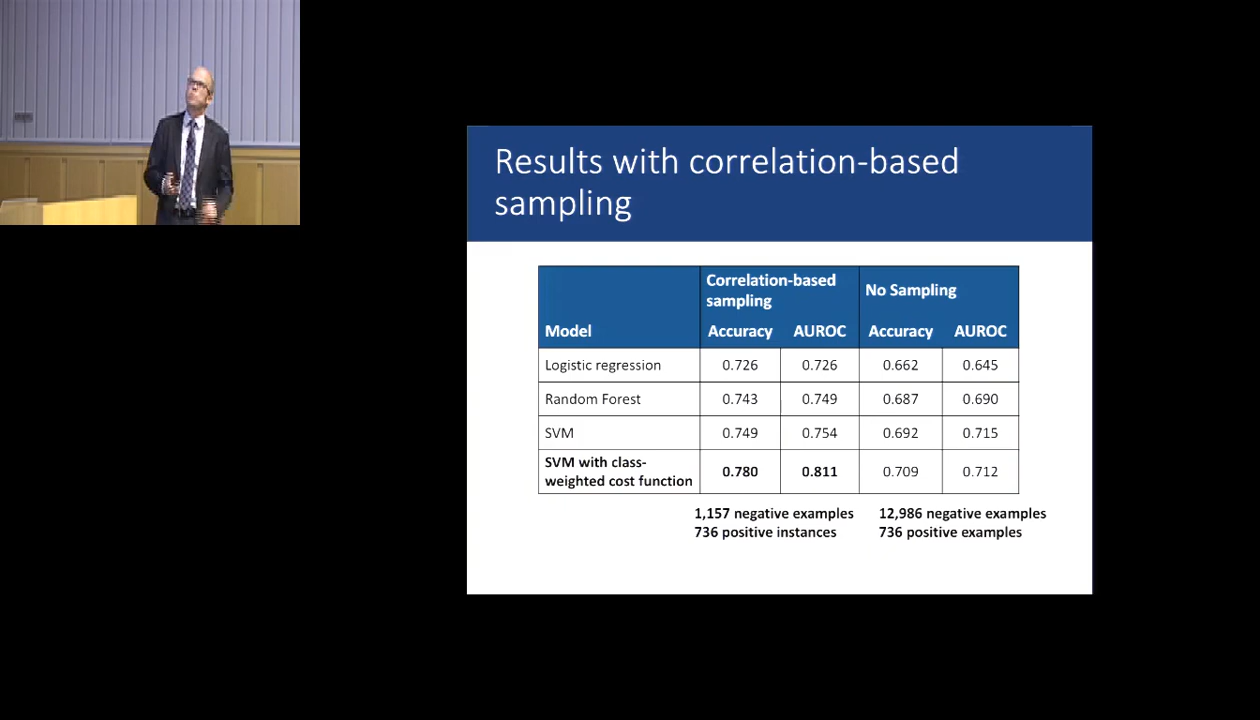 Results with correlation-based
sampling
Correlation-based
sampling
No Sampling
Model
Accuracy
AUROC
Accuracy
AUROC
Logistic regression
0.726
0.726
0.662
0.645
Random Forest
0.743
0.749
0.687
0.690
SVM
0.749
0.754
0.692
0.715
SVM with class-
weighted cost function
0.780
0.811
0.709
0.712
1,157 negative examples
736 positive instances
12,986 negative examples
736 positive examples